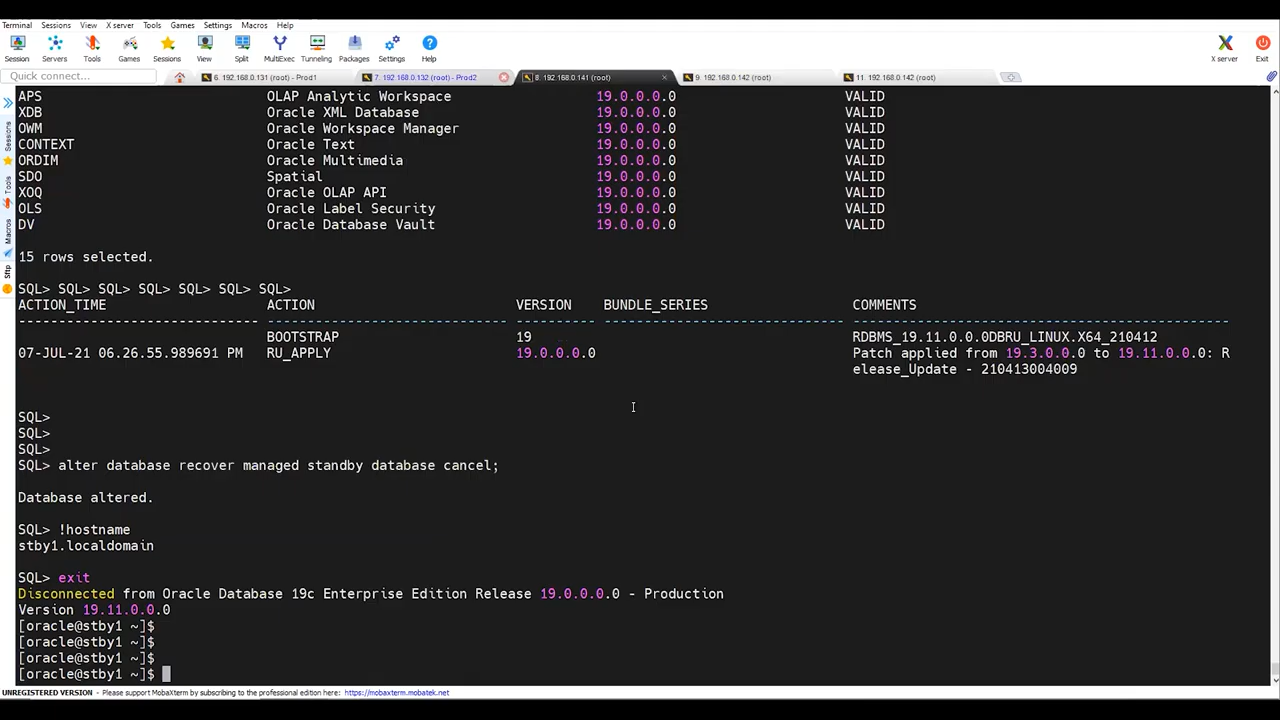 Terminal Sessions View X server Tools Games Settings Macros Help
Session Servers Tools Games Sessions View Split MultiExec Tunneling Packages Settings Help X server Exit
Quick connect... 6. 192.168.0.131 (root) - Prod1 7. 192.168.0.132 (root) - Prod2 8. 192.168.0.141 (root) 9. 192.168.0.142 (root) 11. 192.168.0.142 (root)
Sessions
Tools
Macros
Sftp
APS OLAP Analytic Workspace 19.0.0.0.0 VALID
XDB Oracle XML Database 19.0.0.0.0 VALID
OWM Oracle Workspace Manager 19.0.0.0.0 VALID
CONTEXT Oracle Text 19.0.0.0.0 VALID
ORDIM Oracle Multimedia 19.0.0.0.0 VALID
SDO Spatial 19.0.0.0.0 VALID
XOQ Oracle OLAP API 19.0.0.0.0 VALID
OLS Oracle Label Security 19.0.0.0.0 VALID
DV Oracle Database Vault 19.0.0.0.0 VALID
15 rows selected.
SQL> SQL> SQL> SQL> SQL> SQL> SQL>
ACTION_TIME ACTION VERSION BUNDLE_SERIES COMMENTS
------------------------------ ------------------------------ ---------- ------------------------------ -----------------------------------------------
BOOTSTRAP 19 RDBMS_19.11.0.0.0DBRU_LINUX.X64_210412
07-JUL-21 06.26.55.989691 PM RU_APPLY 19.0.0.0.0 Patch applied from 19.3.0.0.0 to 19.11.0.0.0: R
elease_Update - 210413004009
SQL>
SQL>
SQL>
SQL> alter database recover managed standby database cancel;
Database altered.
SQL> !hostname
stby1.localdomain
SQL> exit
Disconnected from Oracle Database 19c Enterprise Edition Release 19.0.0.0.0 - Production
Version 19.11.0.0.0
[oracle@stby1 ~]$
[oracle@stby1 ~]$
[oracle@stby1 ~]$
[oracle@stby1 ~]$
UNREGISTERED VERSION - Please support MobaXterm by subscribing to the professional edition here: https://mobaxterm.mobatek.net